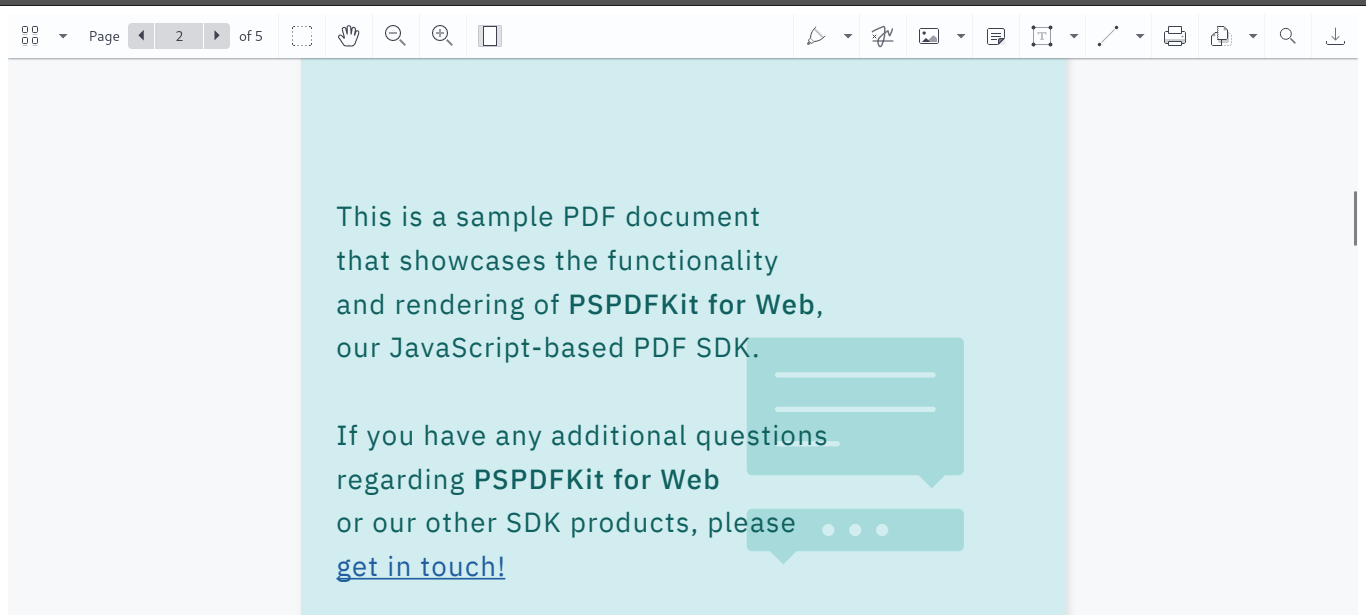 Page 2 of 5
T
This is a sample PDF document
that showcases the functionality
and rendering of PSPDFKit for Web,
our JavaScript-based PDF SDK.
If you have any additional questions
regarding PSPDFKit for Web
or our other SDK products, please
get in touch!